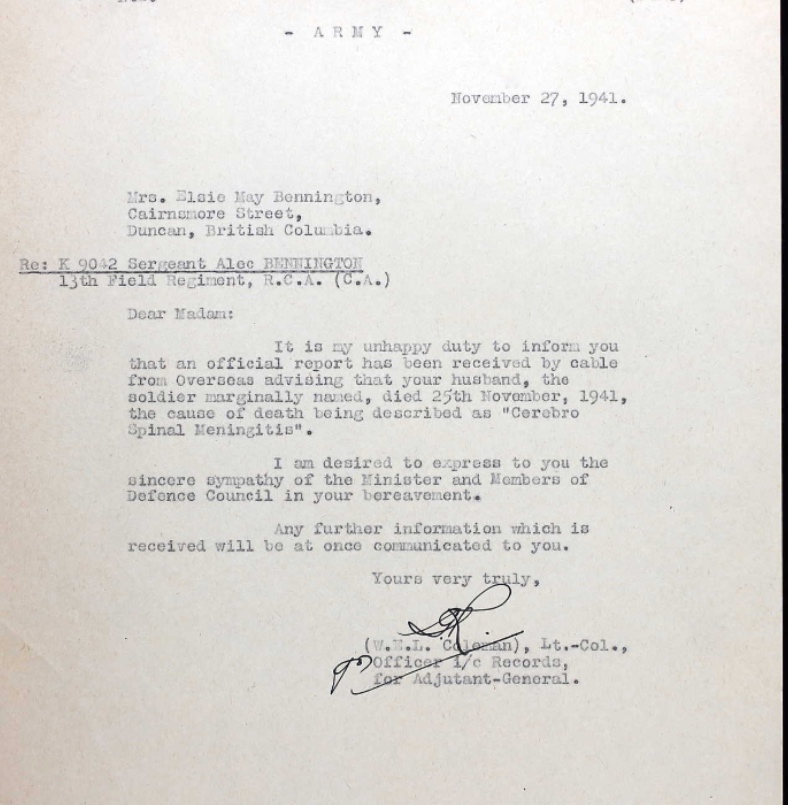 - A R M Y -
November 27, 1941.
Mrs. Elsie May Bennington,
Cairnsmore Street,
Duncan, British Columbia.
Re: K 9042 Sergeant Alec BENNINGTON
13th Field Regiment, R.C.A. (C.A.)
Dear Madam:
It is my unhappy duty to inform you
that an official report has been received by cable
from Overseas advising that your husband, the
soldier marginally named, died 25th November, 1941,
the cause of death being described as "Cerebro
Spinal Meningitis".
I am desired to express to you the
sincere sympathy of the Minister and Members of
Defence Council in your bereavement.
Any further information which is
received will be at once communicated to you.
Yours very truly,
(W.E.L. Coleman), Lt.-Col.,
Officer i/c Records,
for Adjutant-General.